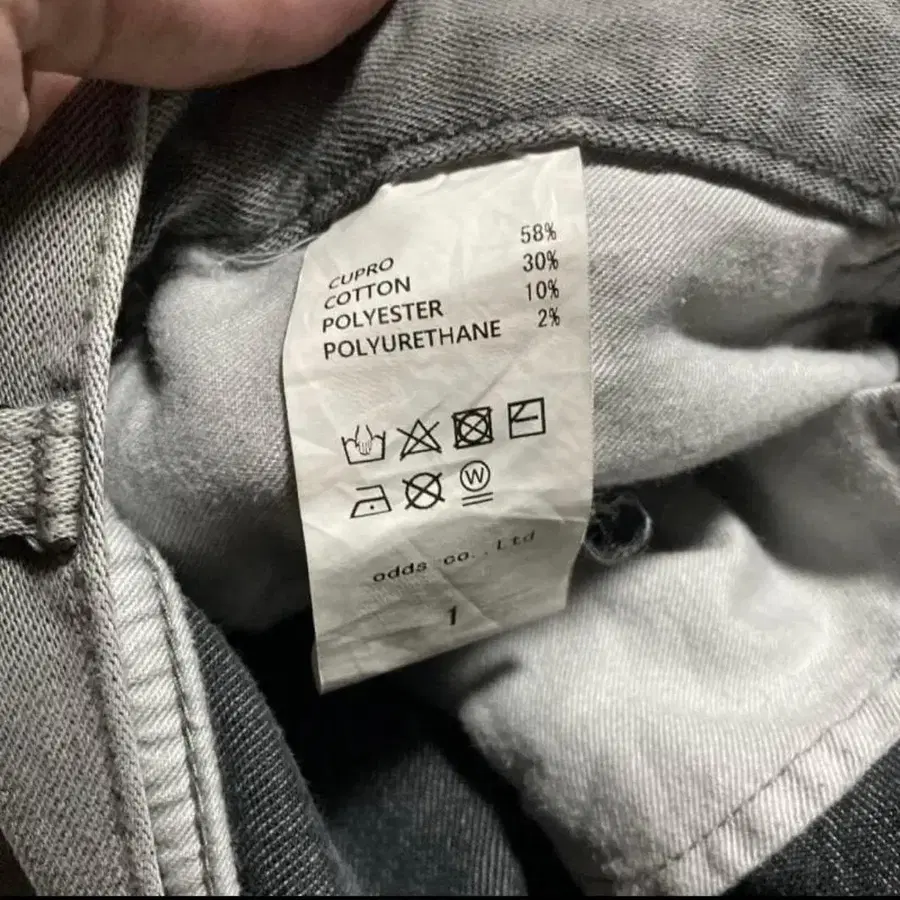 CUPRO 58%
COTTON 30%
POLYESTER 10%
POLYURETHANE 2%
W
odds co., Ltd
1